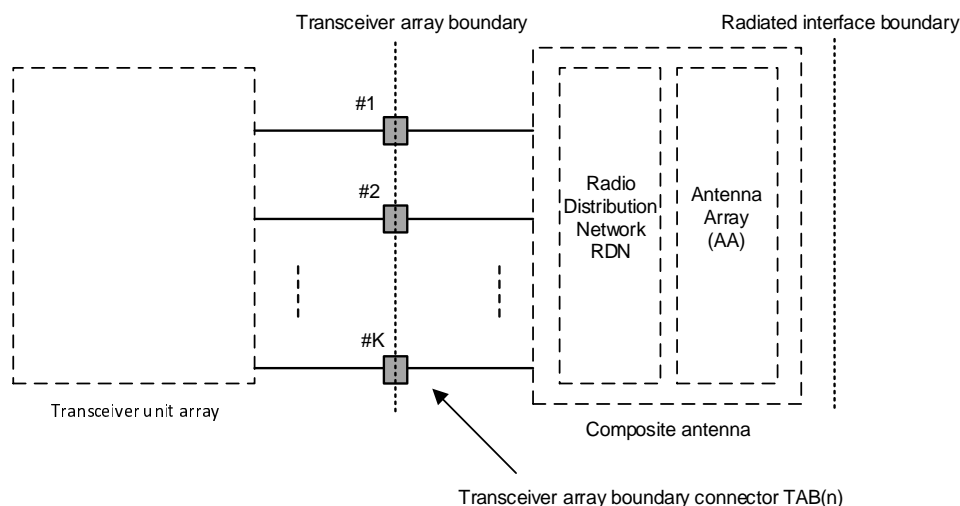 Transceiver array boundary
Radiated interface boundary
#1
#2
#K
Radio
Distribution
Network
RDN
Antenna
Array
(AA)
Transceiver unit array
Composite antenna
Transceiver array boundary connector TAB(n)